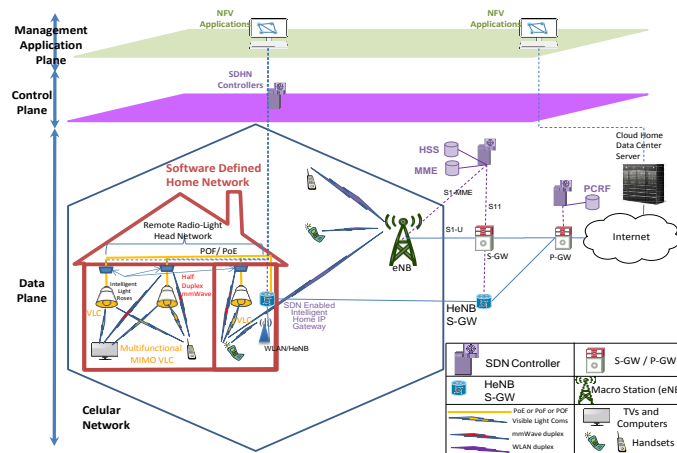 Management
Application
Plane
NFV
Applications
NFV
Applications
Control
Plane
SDHN
Controllers
Cloud Home
Data Center
Server
HSS
MME
PCRF
S1-MME
S11
S1-U
S-GW
P-GW
Internet
eNB
HeNB
S-GW
Software Defined
Home Network
Remote Radio-Light
Head Network
POF/ PoE
Intelligent
Light
Roses
Half
Duplex
mmWave
VLC
VLC
Multifunctional
MIMO VLC
SDN Enabled
Intelligent
Home IP
Gateway
WLAN/HeNB
Data
Plane
Celular
Network
SDN Controller
S-GW / P-GW
HeNB
S-GW
Macro Station (eNB)
PoE or PoF or POF
Visible Light Coms
mmWave duplex
WLAN duplex
TVs and
Computers
Handsets